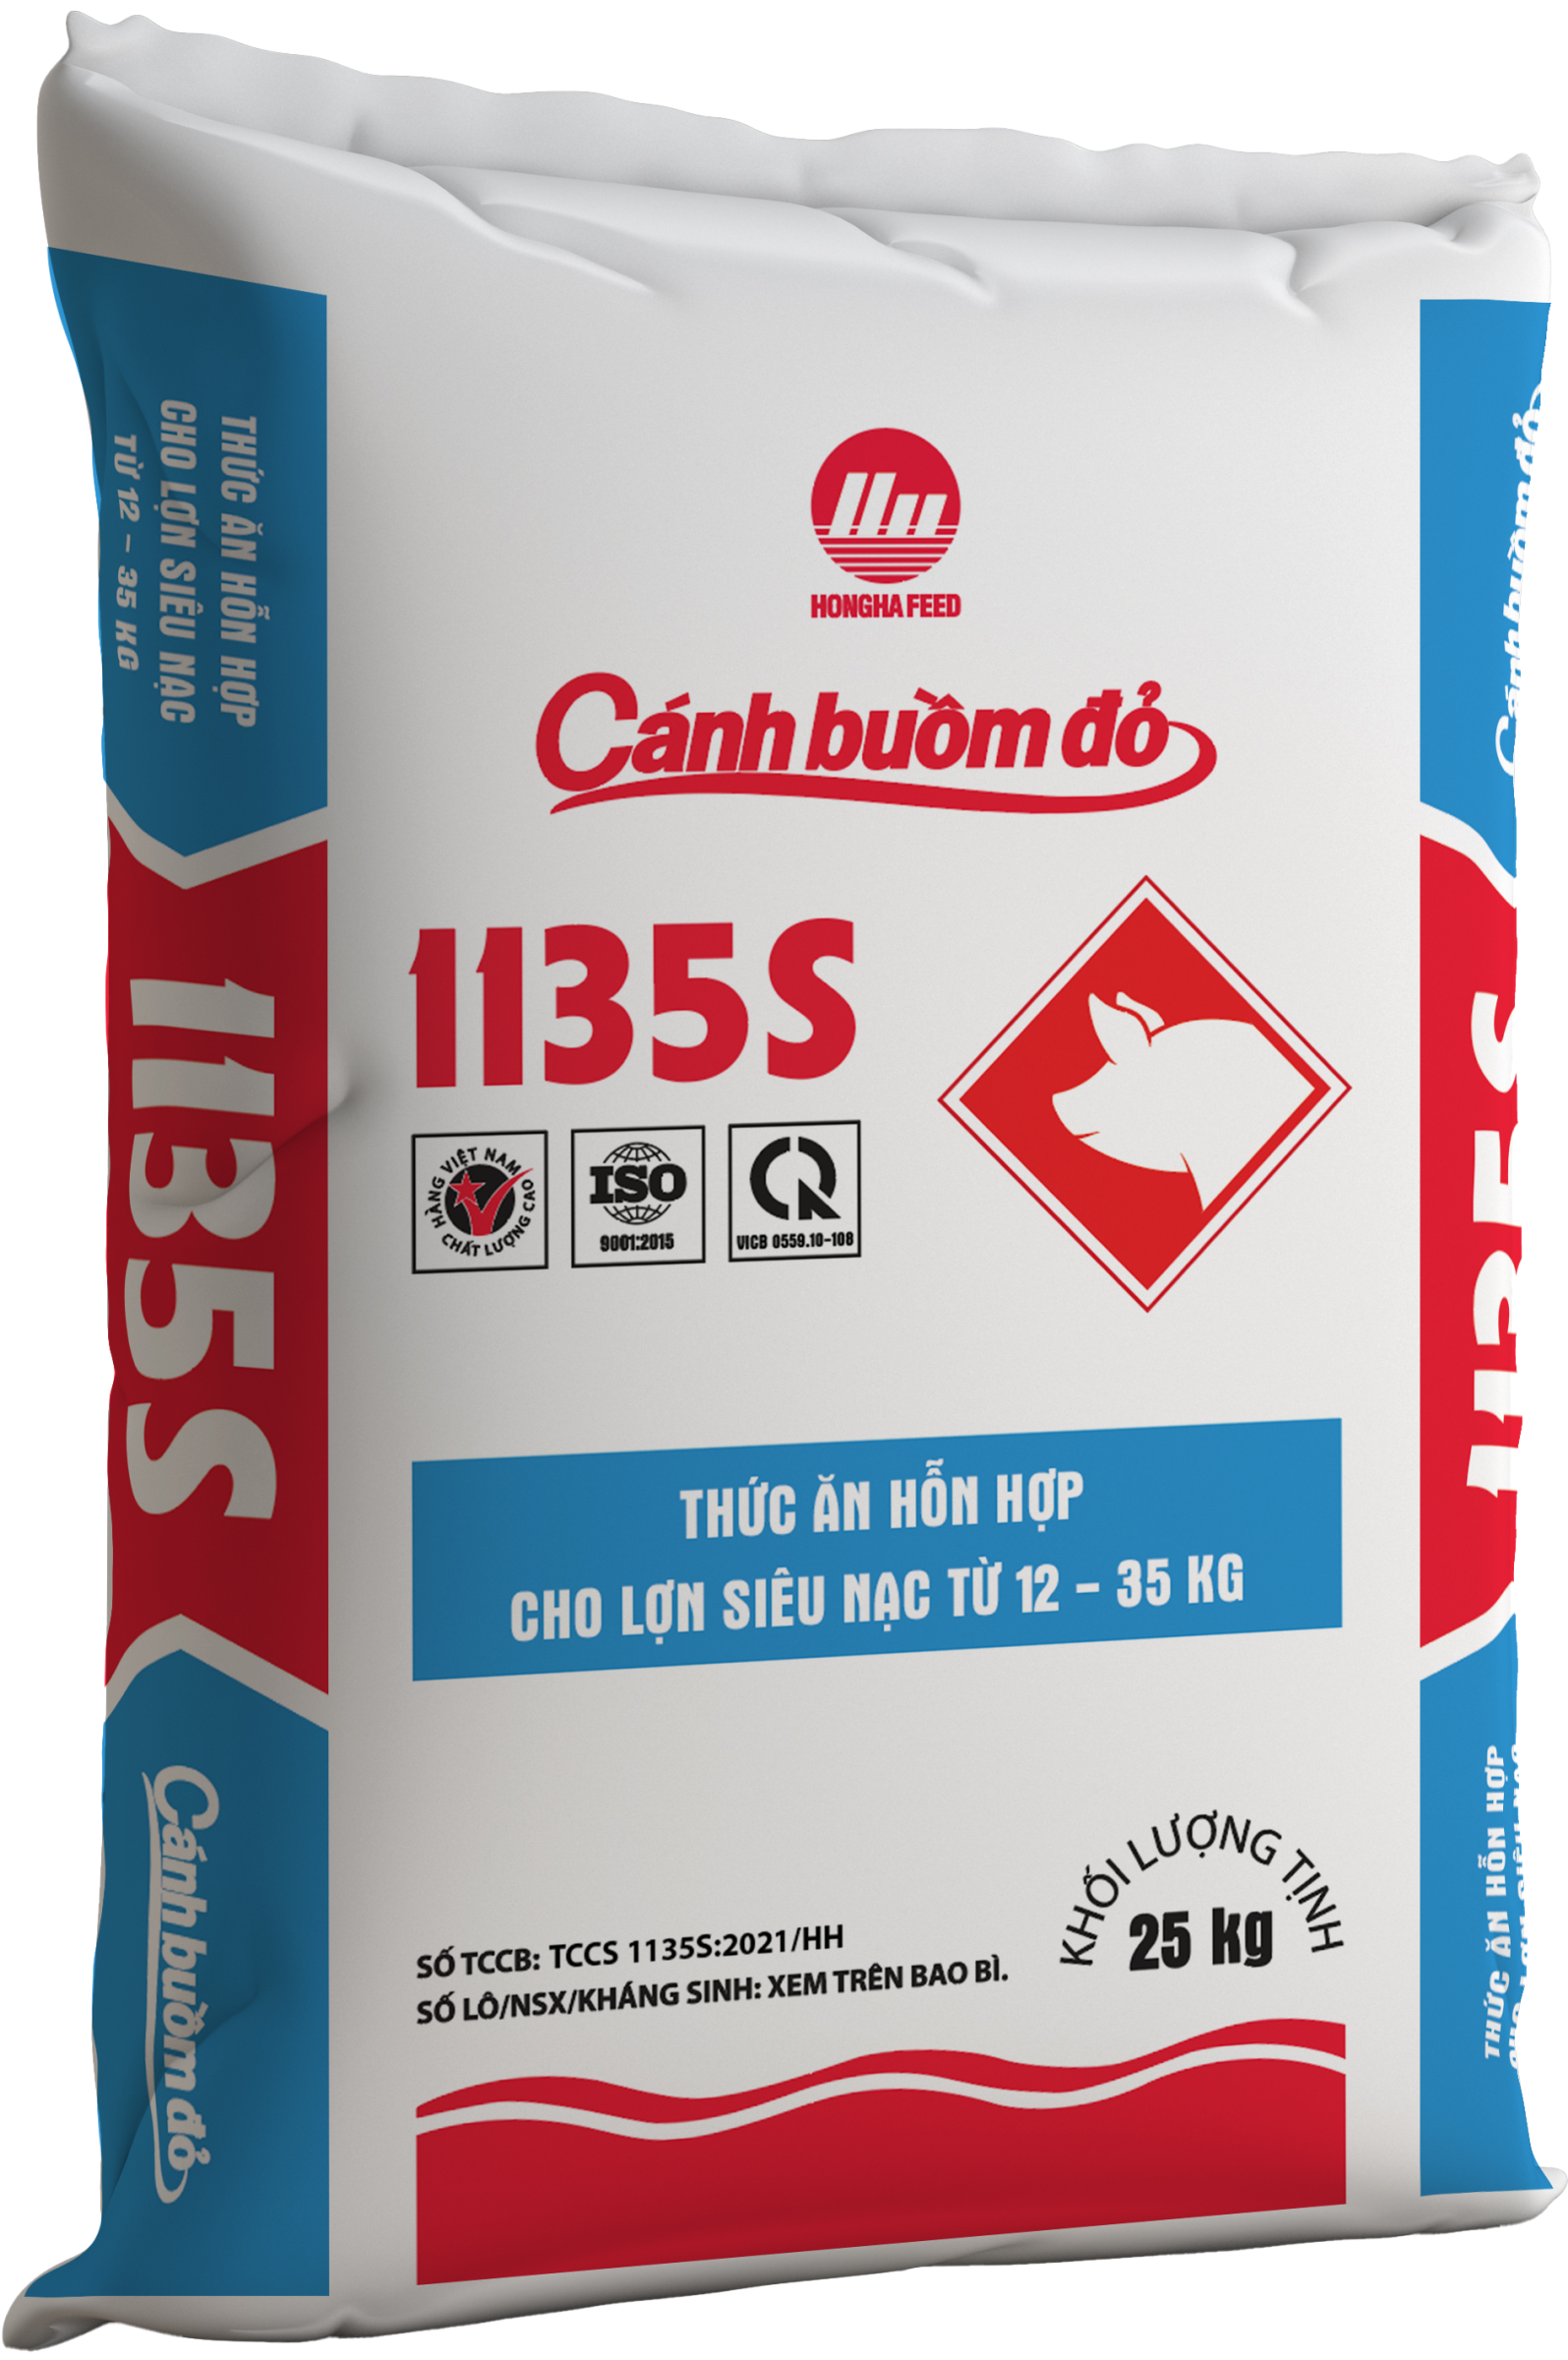 HONGHA FEED
Cánh buồm đỏ
1135S
HÀNG VIỆT NAM
CHẤT LƯỢNG CAO
ISO
9001:2015
VICB 0559.10-108
THỨC ĂN HỖN HỢP
CHO LỢN SIÊU NẠC TỪ 12 – 35 KG
SỐ TCCB: TCCS 1135S:2021/HH
SỐ LÔ/NSX/KHÁNG SINH: XEM TRÊN BAO BÌ.
KHỐI LƯỢNG TỊNH
25 kg
THỨC ĂN HỖN HỢP
CHO LỢN SIÊU NẠC
TỪ 12 – 35 KG
1135S
Cánh buồm đỏ
Cánh buồm đỏ
THỨC ĂN HỖN HỢP